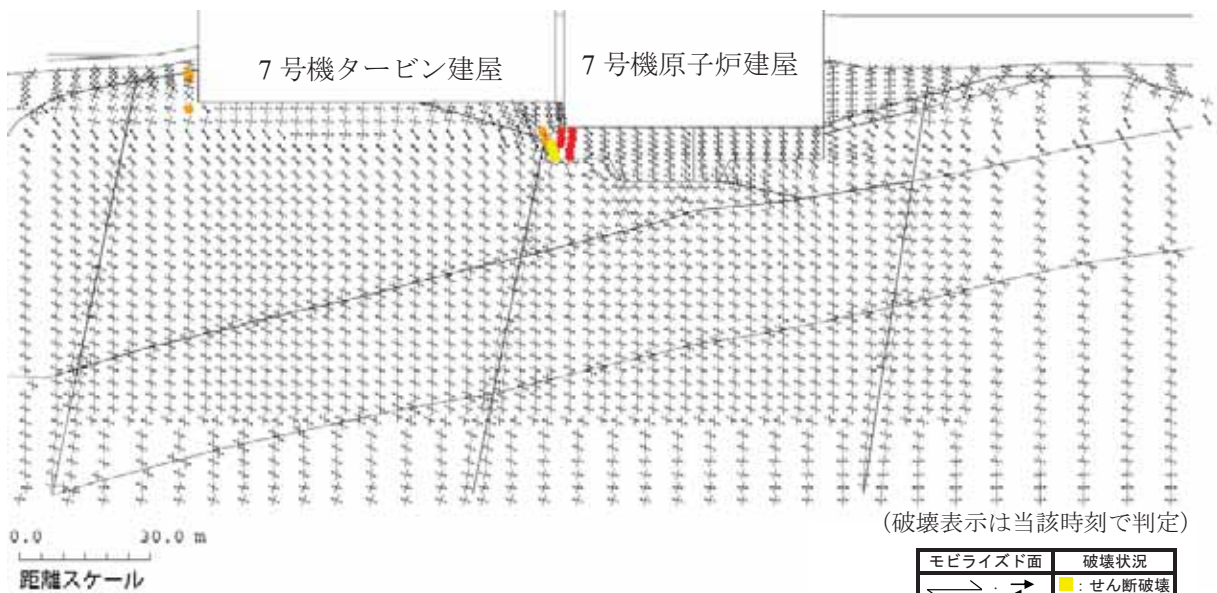 7号機タービン建屋
7号機原子炉建屋
(破壊表示は当該時刻で判定)
0.0
距離スケール
モビライズド面 破壊状況
: :せん断破壊